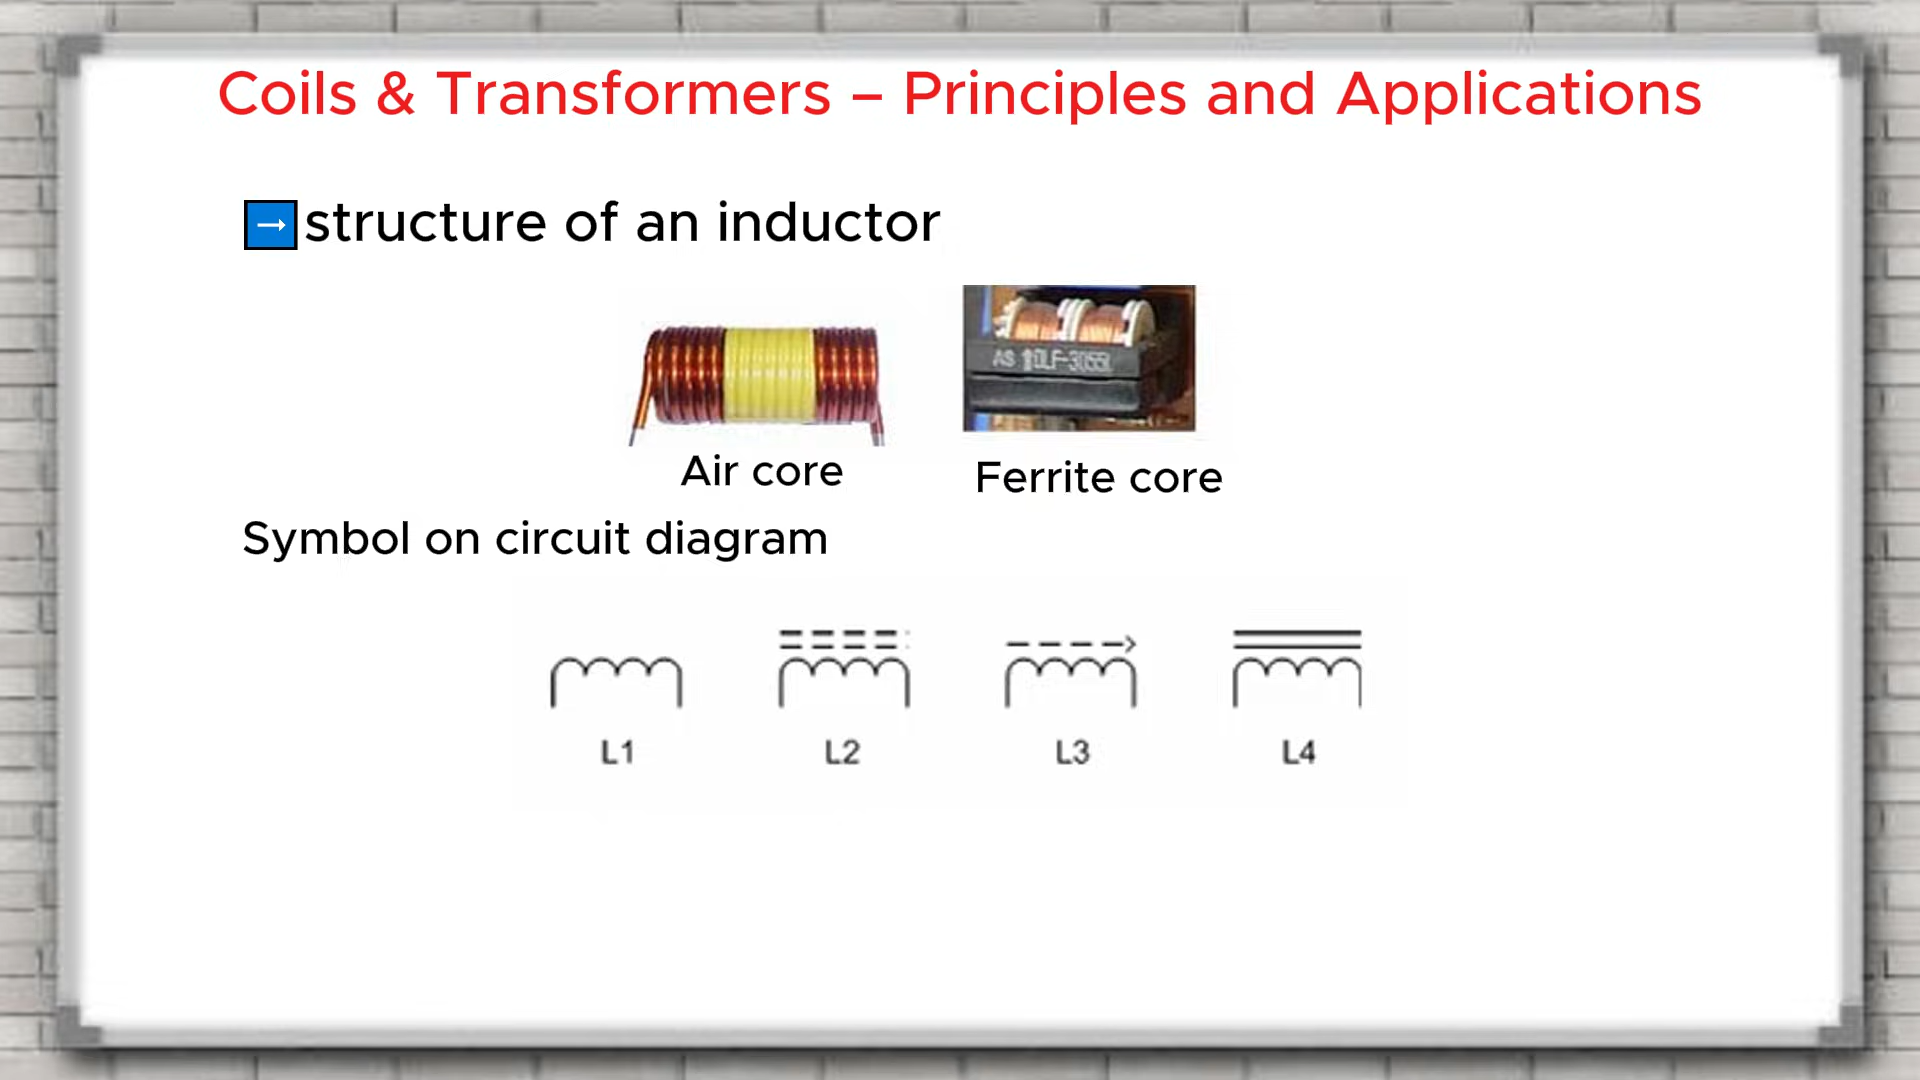 Coils & Transformers – Principles and Applications
→ structure of an inductor
Air core
Ferrite core
Symbol on circuit diagram
L1
L2
L3
L4